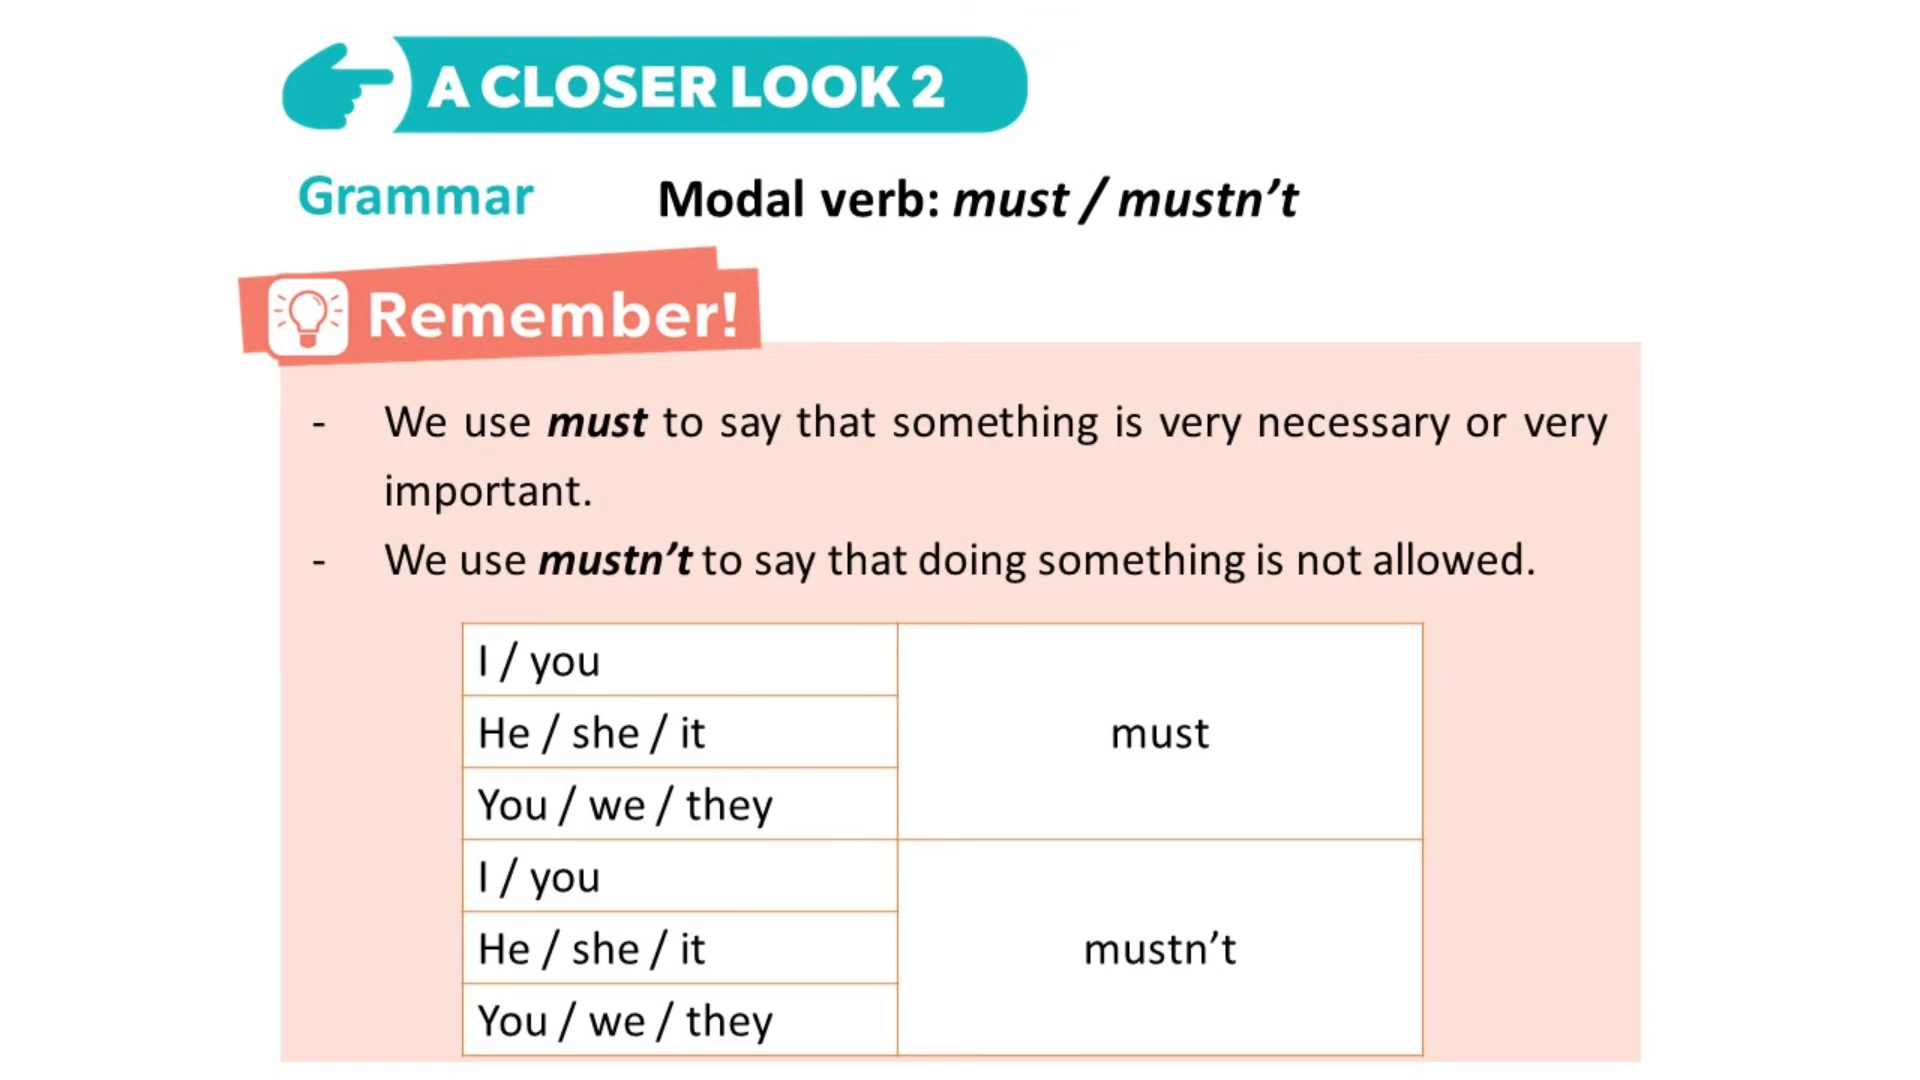 A CLOSER LOOK 2
Grammar
Modal verb: must / mustn’t
Remember!
- We use must to say that something is very necessary or very
important.
- We use mustn’t to say that doing something is not allowed.
I / you
He / she / it
must
You / we / they
I / you
He / she / it
mustn’t
You / we / they